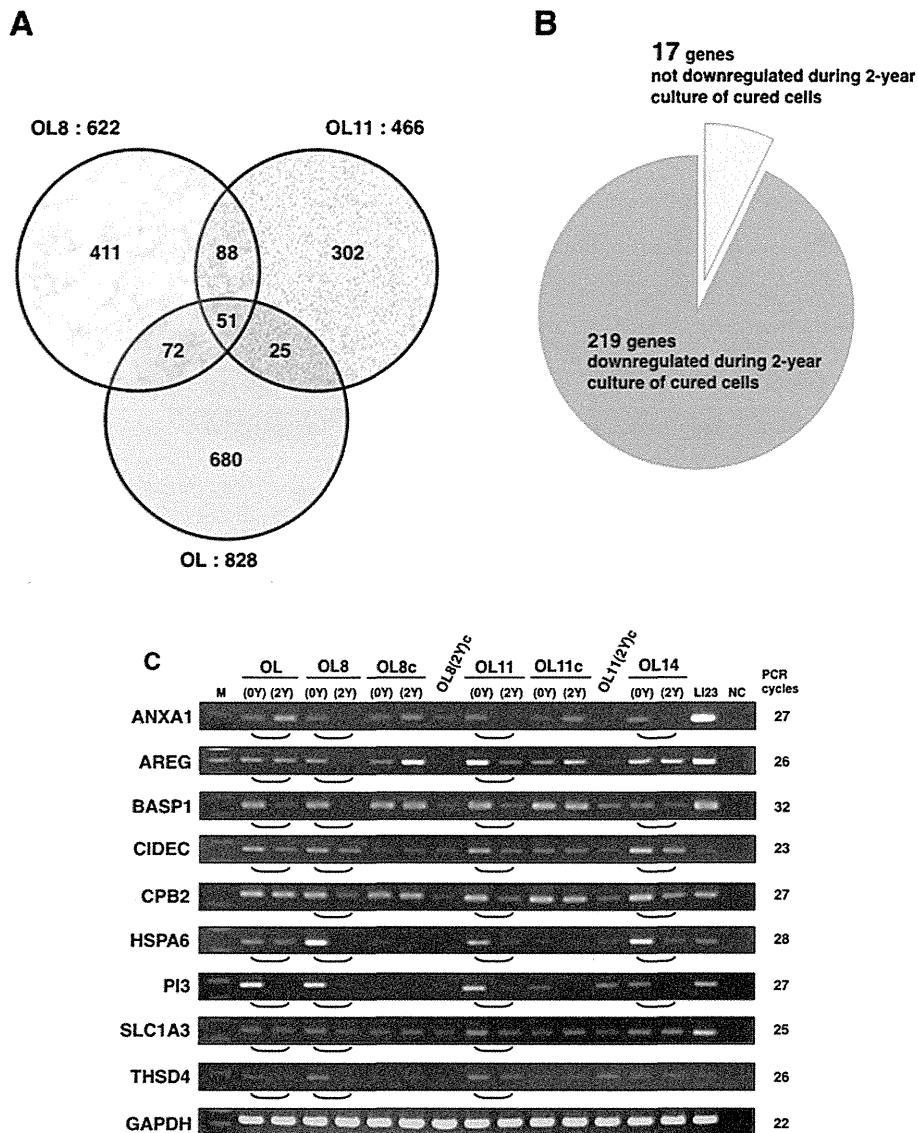 A
B
17 genes
not downregulated during 2-year
culture of cured cells
OL8 : 622
OL11 : 466
411
88
302
51
72
25
680
OL : 828
219 genes
downregulated during 2-year
culture of cured cells
C
OL OL8 OL8c OL8(2Y)c OL11 OL11c OL11(2Y)c OL14 PCR
M (0Y) (2Y) (0Y) (2Y) (0Y) (2Y) (0Y) (2Y) (0Y) (2Y) (0Y) (2Y) LI23 NC cycles
ANXA1 27
AREG 26
BASP1 32
CIDEC 23
CPB2 27
HSPA6 28
PI3 27
SLC1A3 25
THSD4 26
GAPDH 22